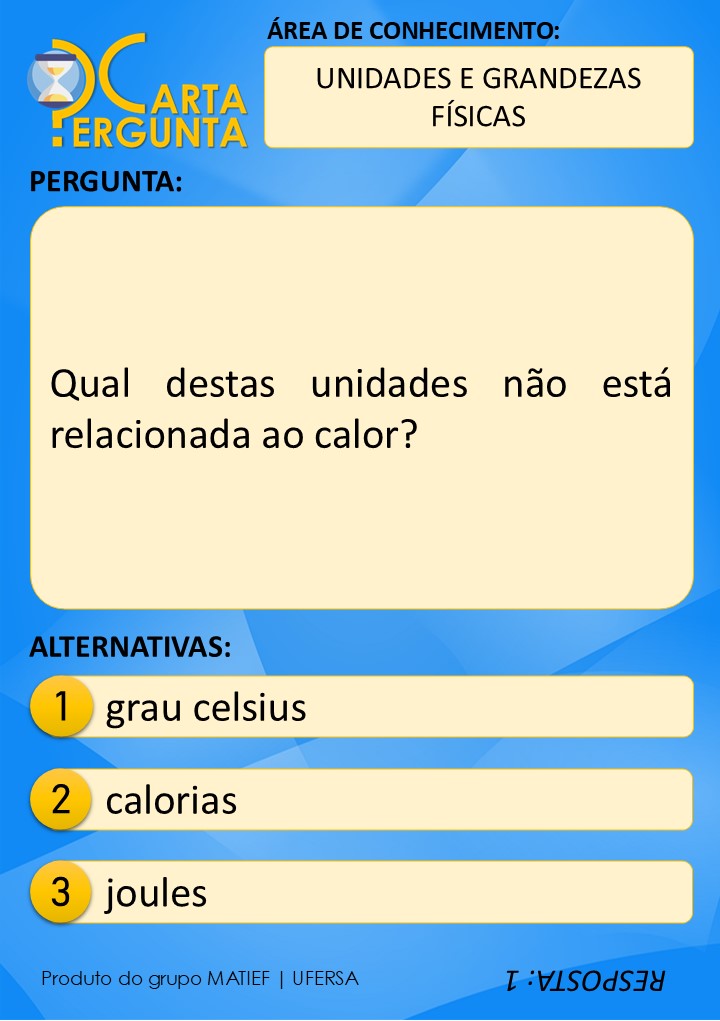 CARTA
PERGUNTA
ÁREA DE CONHECIMENTO:
UNIDADES E GRANDEZAS
FÍSICAS
PERGUNTA:
Qual destas unidades não está
relacionada ao calor?
ALTERNATIVAS:
1 grau celsius
2 calorias
3 joules
Produto do grupo MATIEF | UFERSA
RESPOSTA: 1